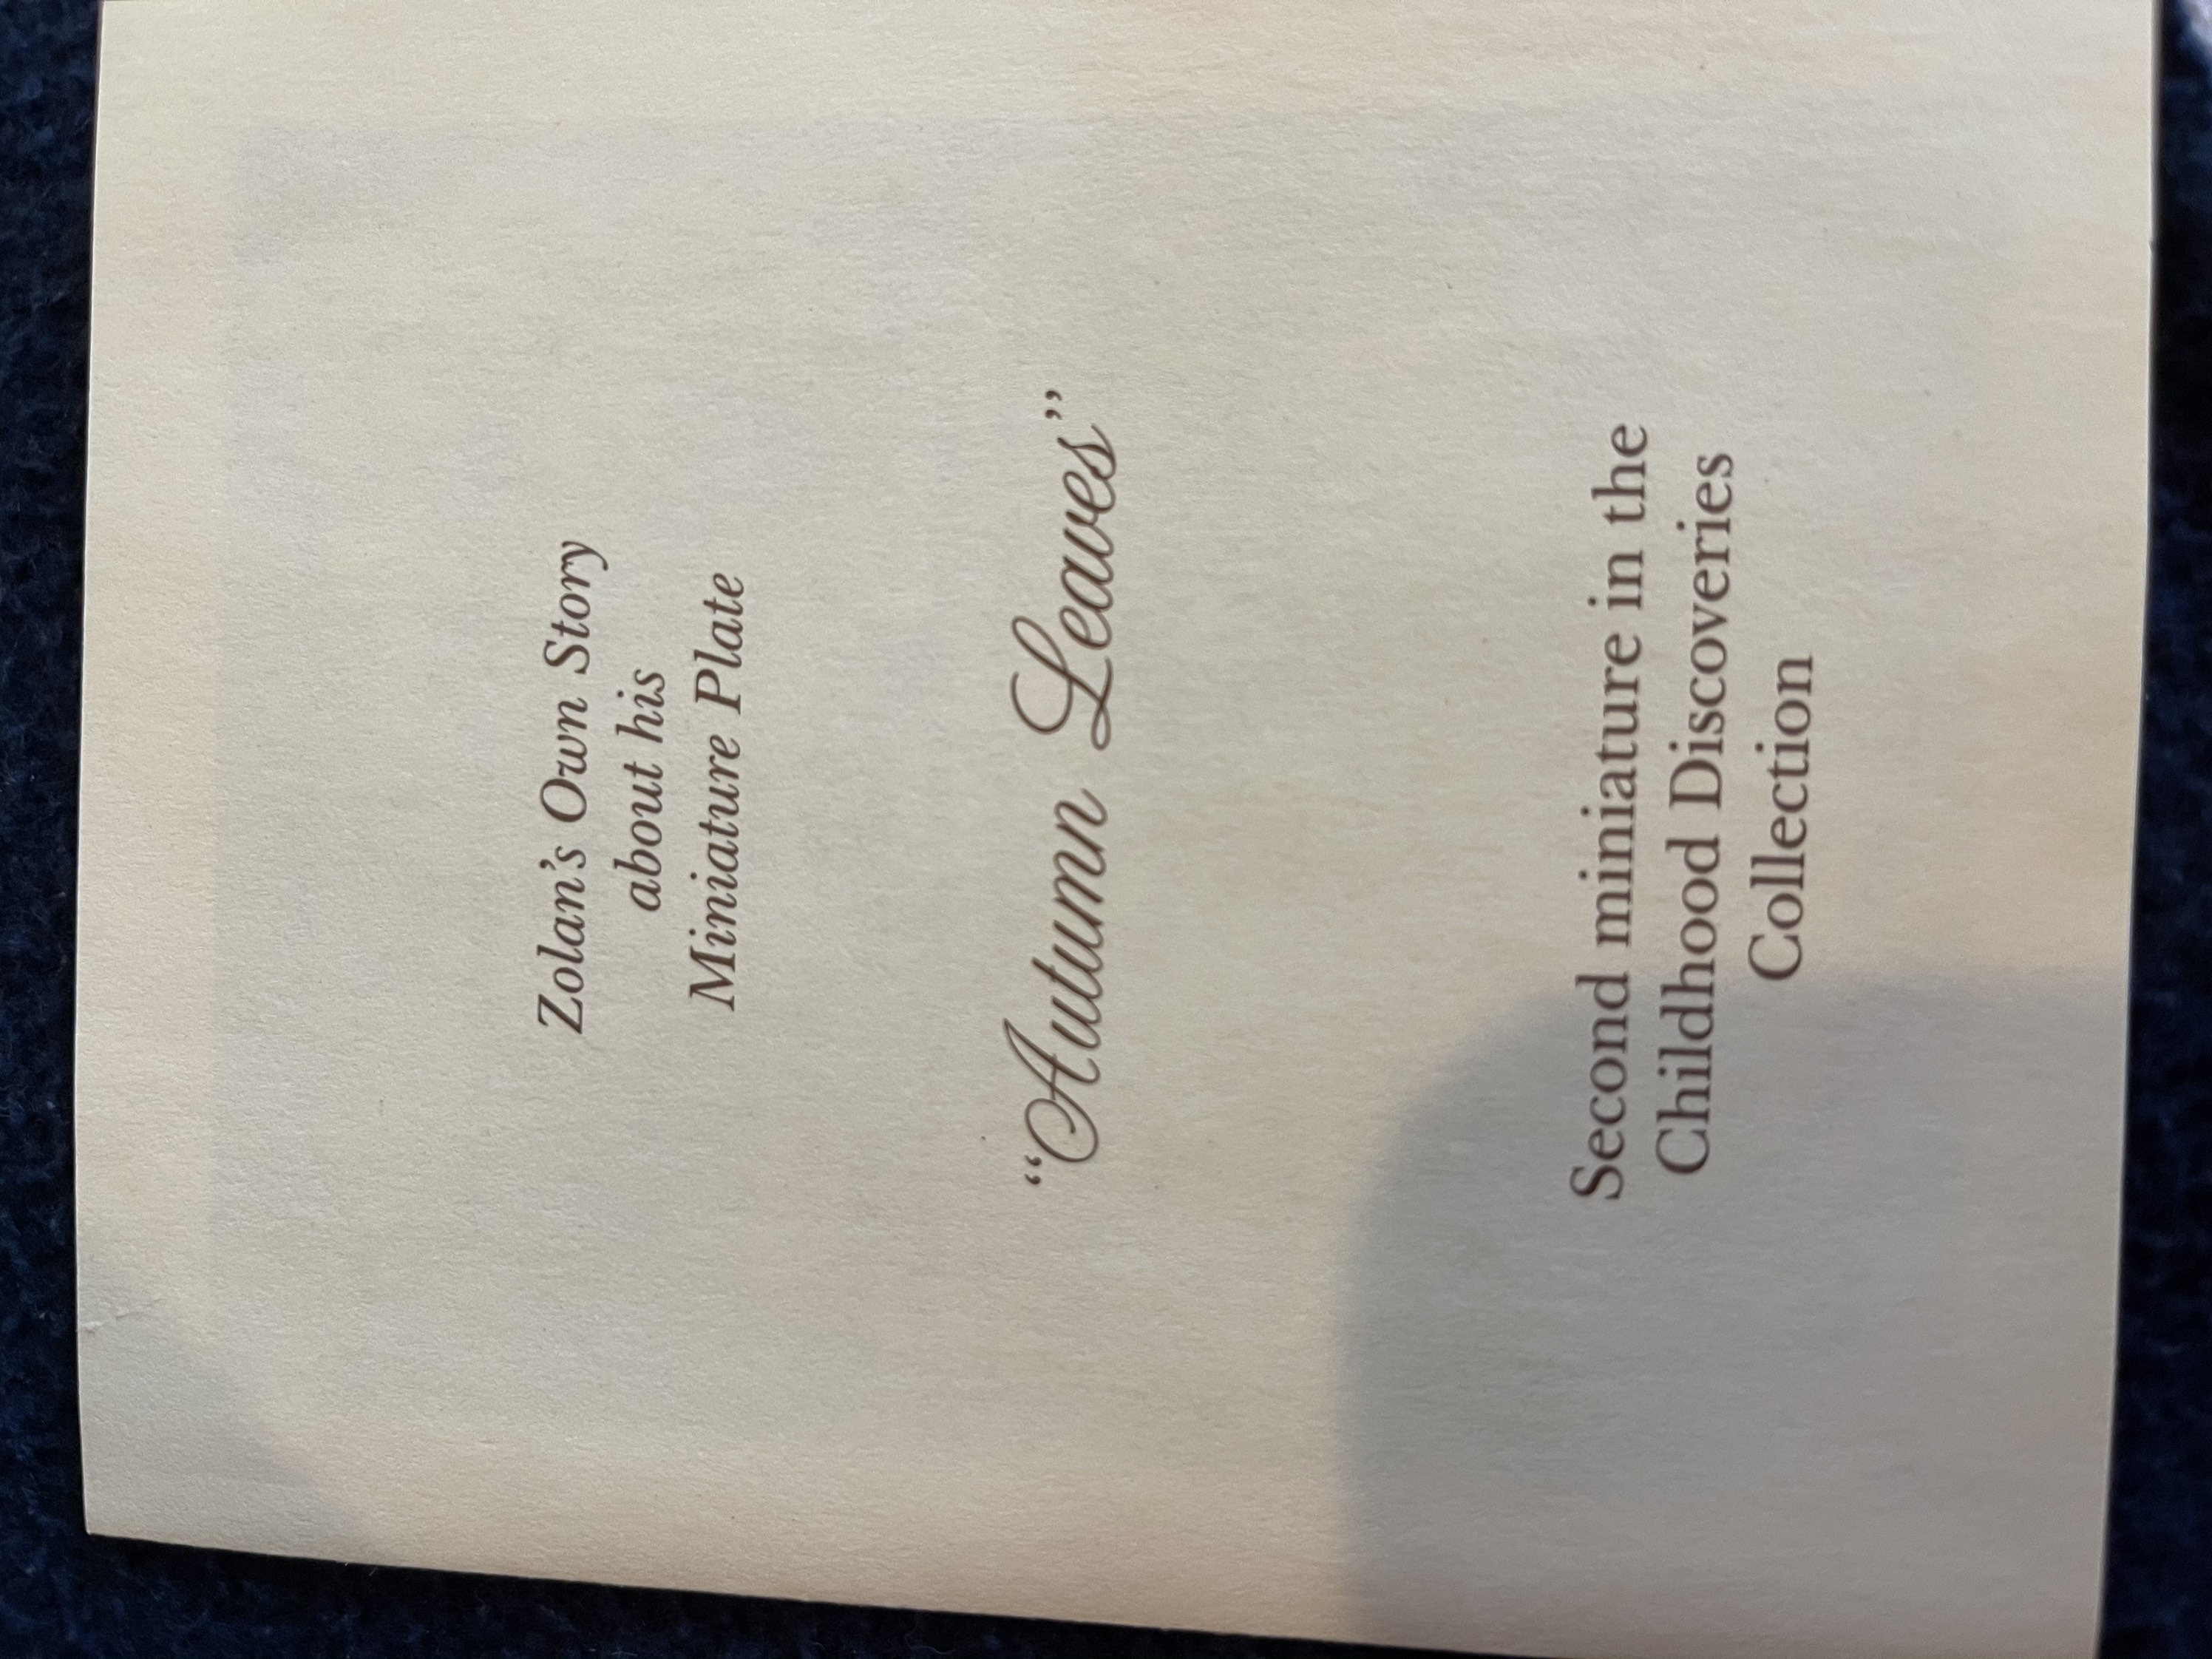 Zolan's Own Story
about his
Miniature Plate
“Autumn Leaves”
Second miniature in the
Childhood Discoveries
Collection